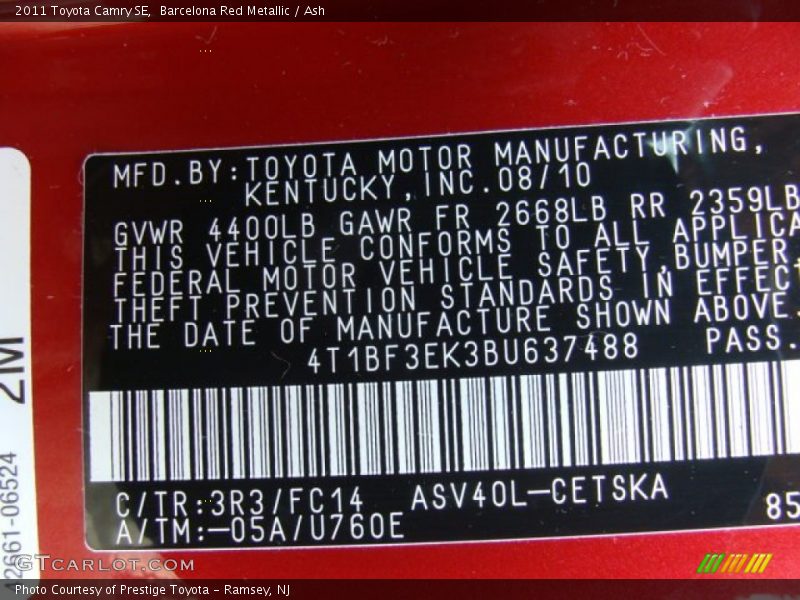 2011 Toyota Camry SE, Barcelona Red Metallic / Ash
MFD.BY:TOYOTA MOTOR MANUFACTURING,
KENTUCKY,INC.08/10
GVWR 4400LB GAWR FR 2668LB RR 2359LB
THIS VEHICLE CONFORMS TO ALL APPLICA
FEDERAL MOTOR VEHICLE SAFETY,BUMPER
THEFT PREVENTION STANDARDS IN EFFECT
THE DATE OF MANUFACTURE SHOWN ABOVE.
4T1BF3EK3BU637488 PASS.
C/TR:3R3/FC14 ASV40L-CETSKA
A/TM:-05A/U760E 85
2M
42661-06524
GTCARLOT.COM
Photo Courtesy of Prestige Toyota - Ramsey, NJ